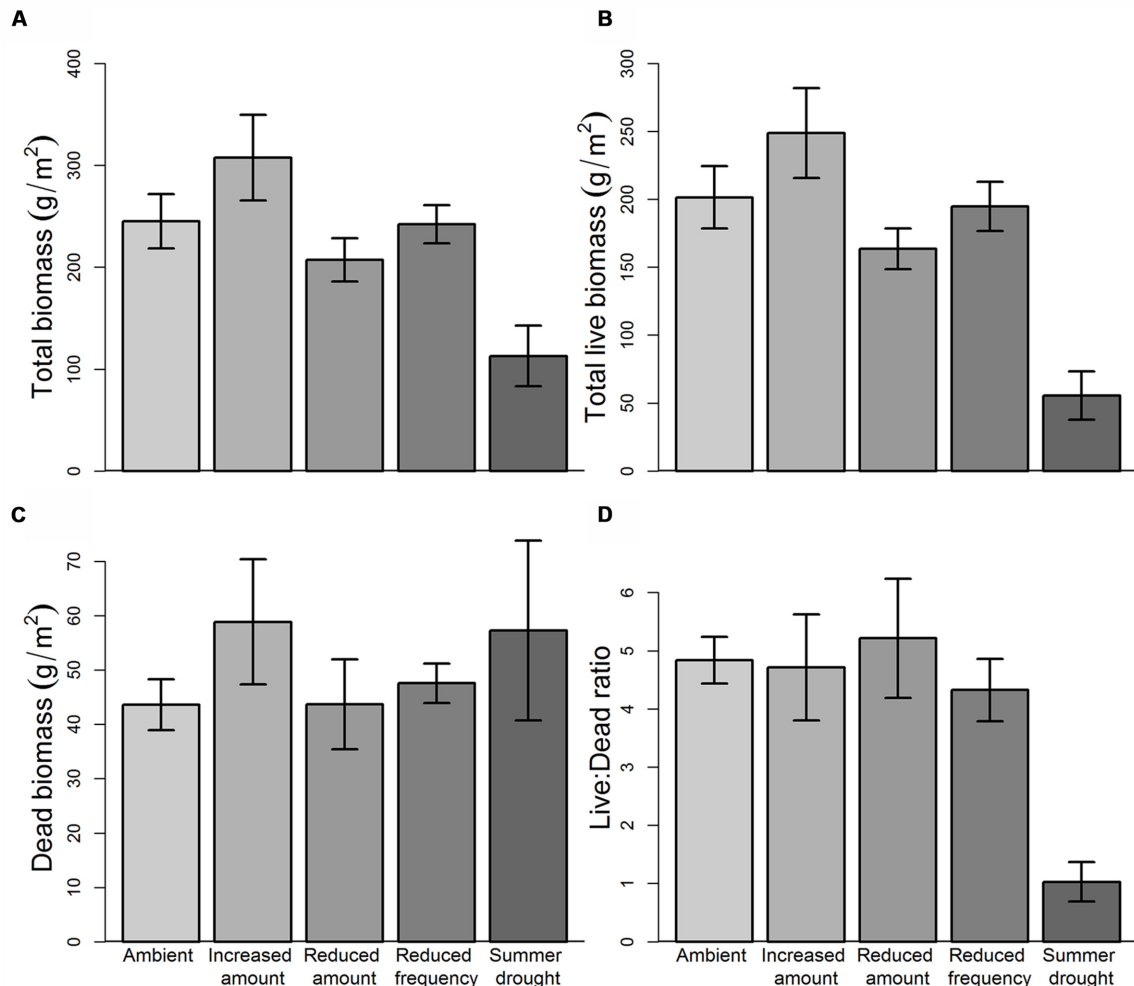 A
B
Total biomass (g/m²)
400
300
200
100
0
Total live biomass (g/m²)
300
250
200
150
100
50
0
C
D
Dead biomass (g/m²)
70
60
50
40
30
20
10
0
Live:Dead ratio
6
5
4
3
2
1
0
Ambient Increased Reduced Reduced Summer
amount amount frequency drought
Ambient Increased Reduced Reduced Summer
amount amount frequency drought